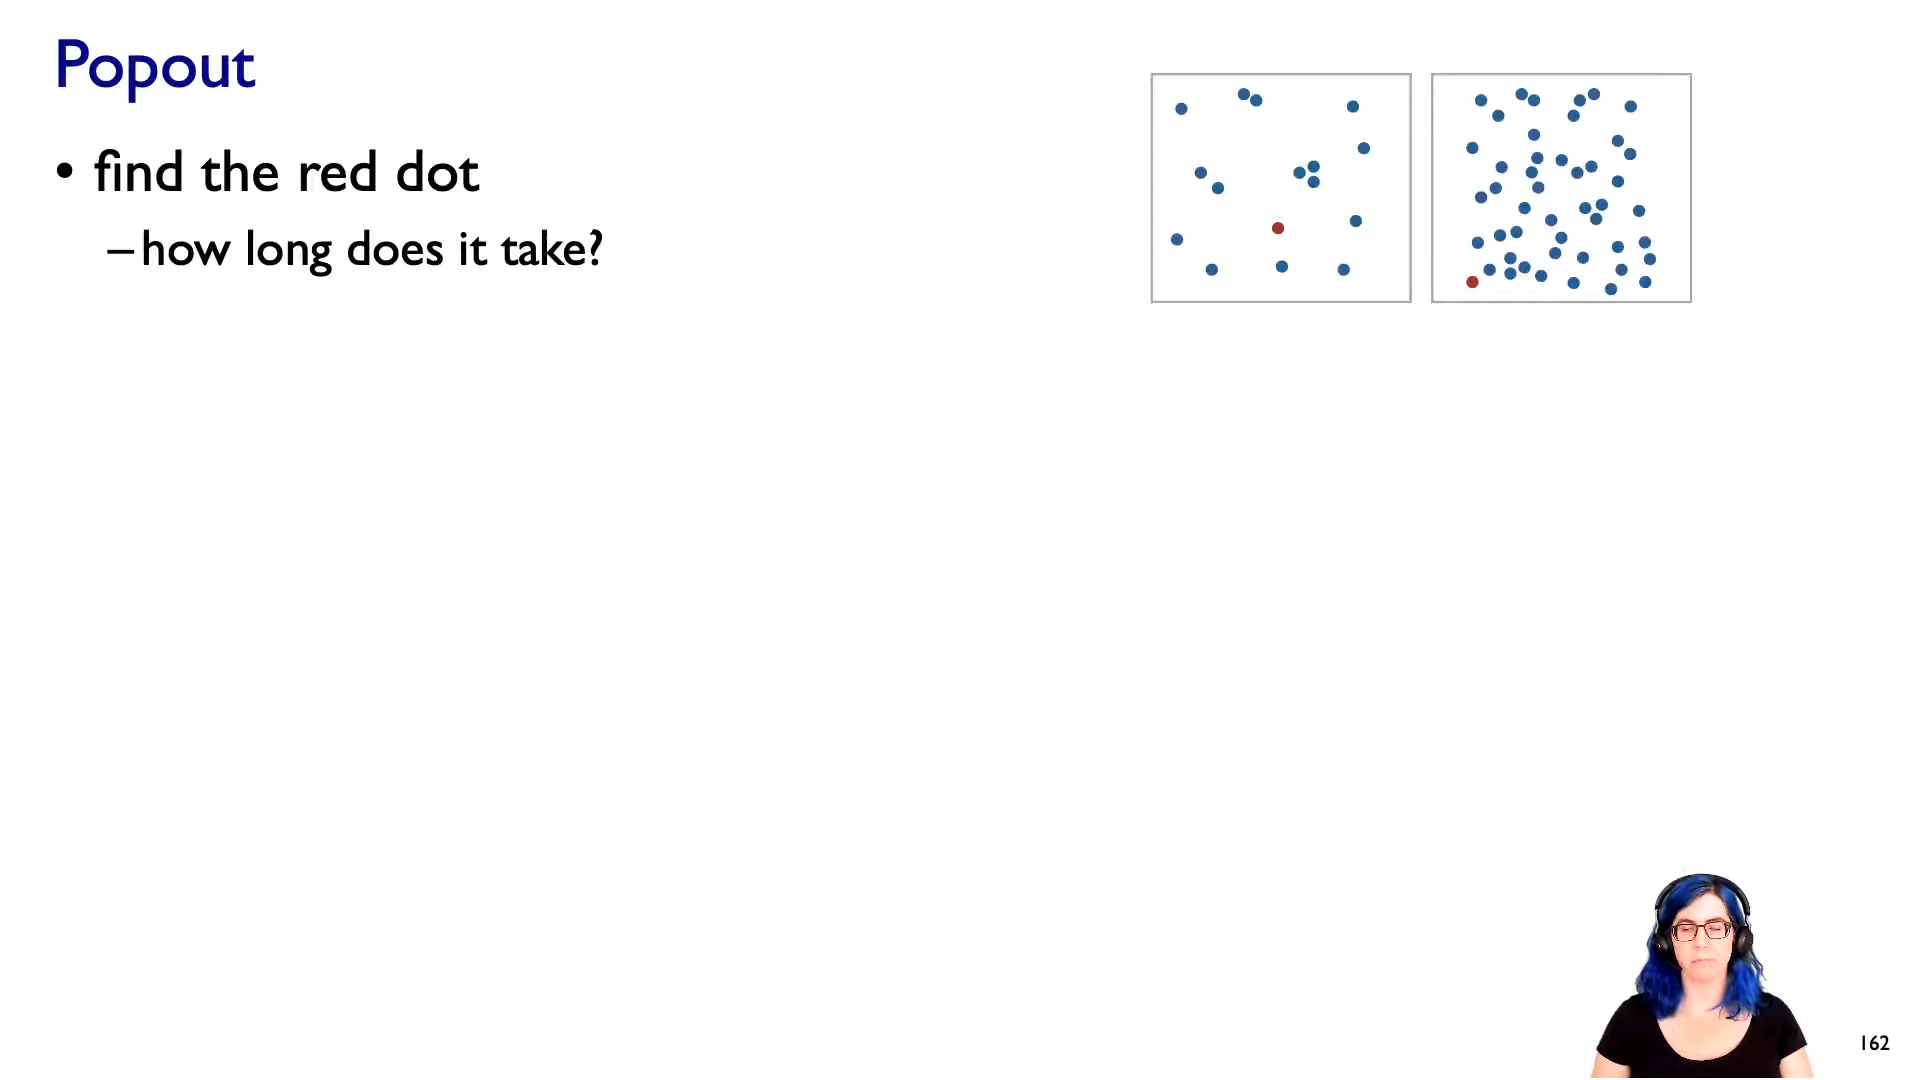 Popout
• find the red dot
–how long does it take?
162